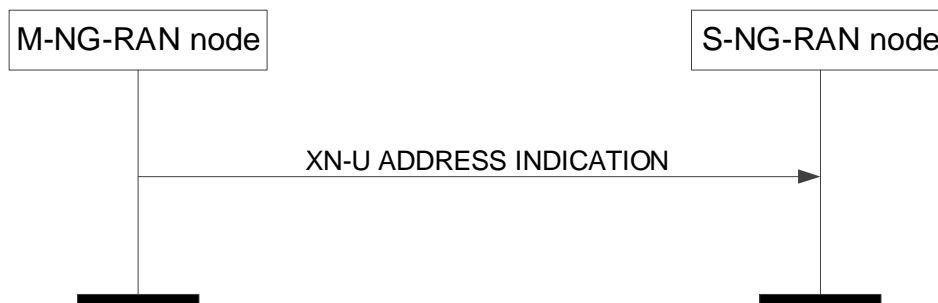 M-NG-RAN node
S-NG-RAN node
XN-U ADDRESS INDICATION